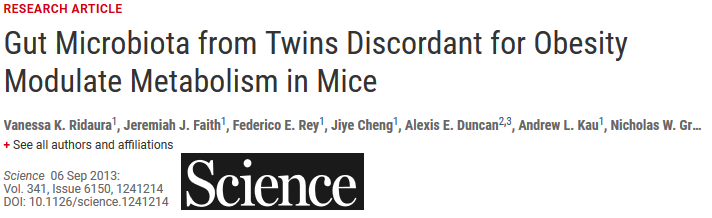 RESEARCH ARTICLE
Gut Microbiota from Twins Discordant for Obesity
Modulate Metabolism in Mice
Vanessa K. Ridaura1, Jeremiah J. Faith1, Federico E. Rey1, Jiye Cheng1, Alexis E. Duncan2,3, Andrew L. Kau1, Nicholas W. Gr…
+ See all authors and affiliations
Science 06 Sep 2013:
Vol. 341, Issue 6150, 1241214
DOI: 10.1126/science.1241214
Science